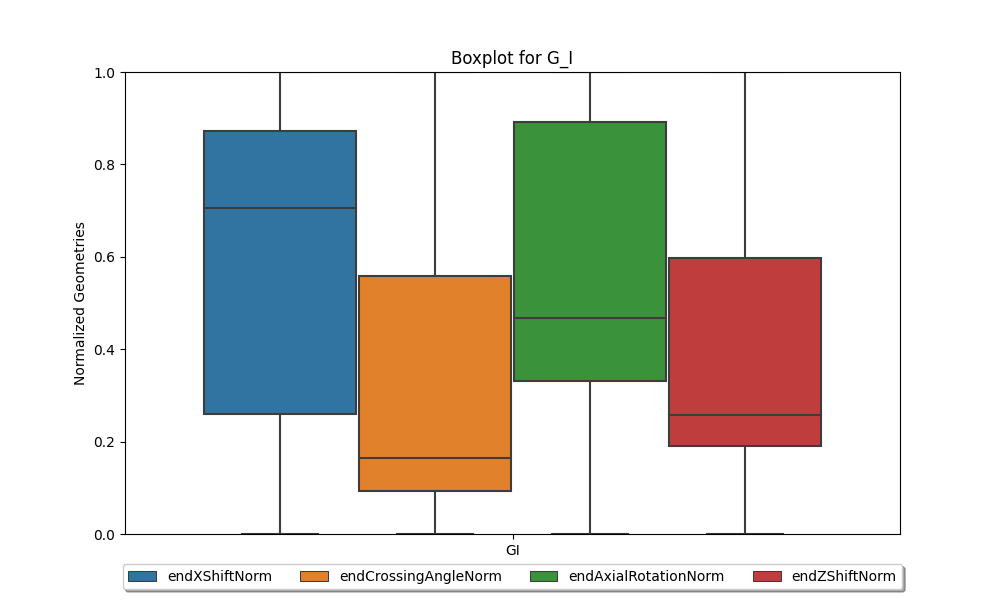 Boxplot for G_I
1.0
0.8
0.6
0.4
0.2
0.0
Normalized Geometries
GI
endXShiftNorm endCrossingAngleNorm endAxialRotationNorm endZShiftNorm